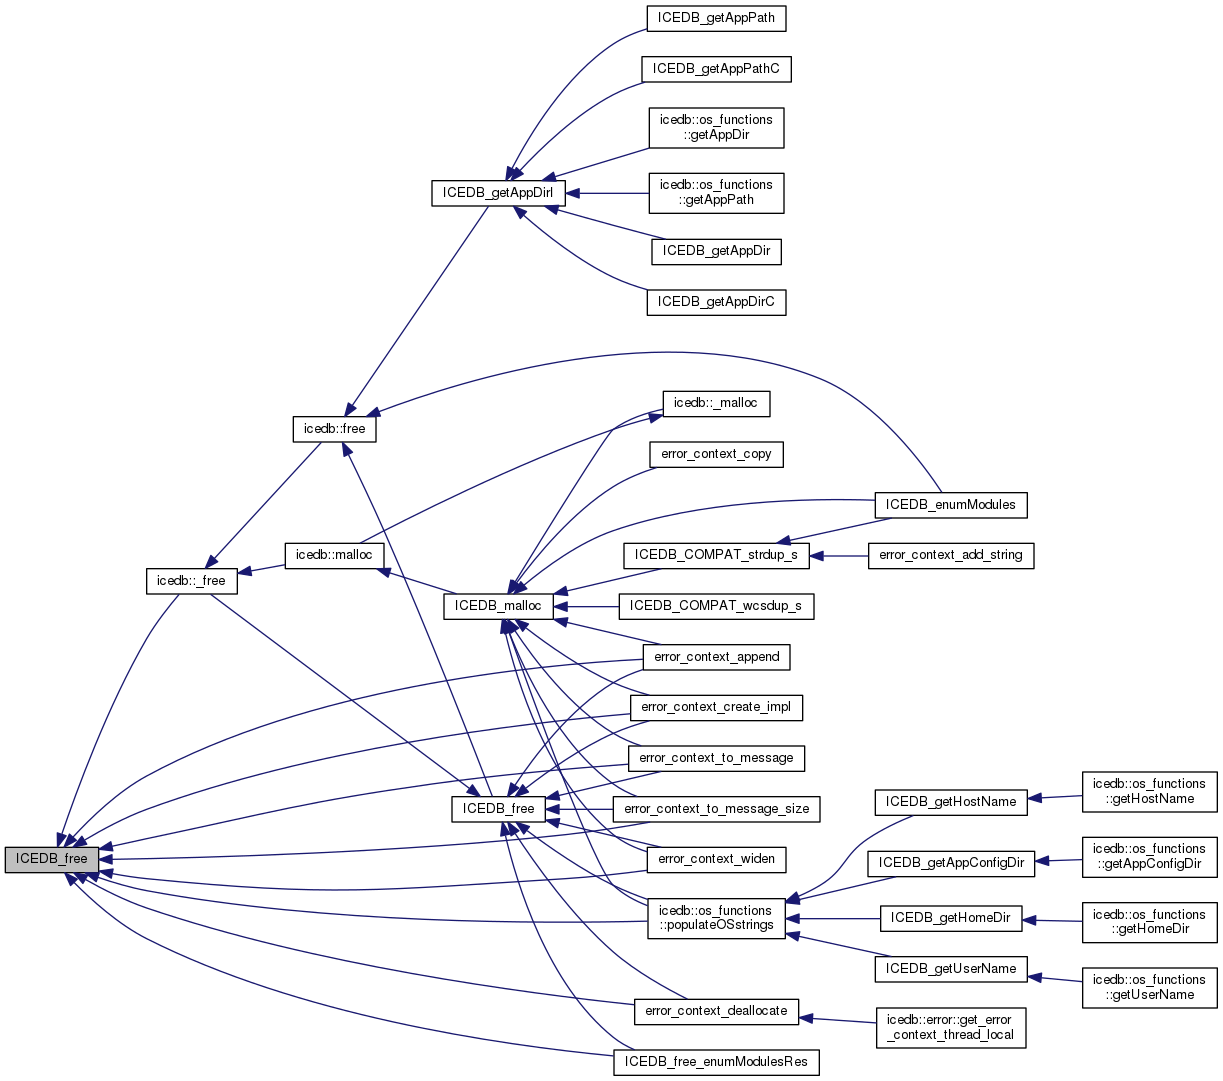 ICEDB_getAppPath
ICEDB_getAppPathC
icedb::os_functions
::getAppDir
ICEDB_getAppDirI
icedb::os_functions
::getAppPath
ICEDB_getAppDir
ICEDB_getAppDirC
icedb::_malloc
icedb::free
error_context_copy
ICEDB_enumModules
icedb::malloc
ICEDB_COMPAT_strdup_s
error_context_add_string
icedb::_free
ICEDB_malloc
ICEDB_COMPAT_wcsdup_s
error_context_append
error_context_create_impl
error_context_to_message
ICEDB_free
error_context_to_message_size
ICEDB_getHostName
icedb::os_functions
::getHostName
ICEDB_free
error_context_widen
ICEDB_getAppConfigDir
icedb::os_functions
::getAppConfigDir
icedb::os_functions
::populateOSstrings
ICEDB_getHomeDir
icedb::os_functions
::getHomeDir
ICEDB_getUserName
icedb::os_functions
::getUserName
error_context_deallocate
icedb::error::get_error
_context_thread_local
ICEDB_free_enumModulesRes